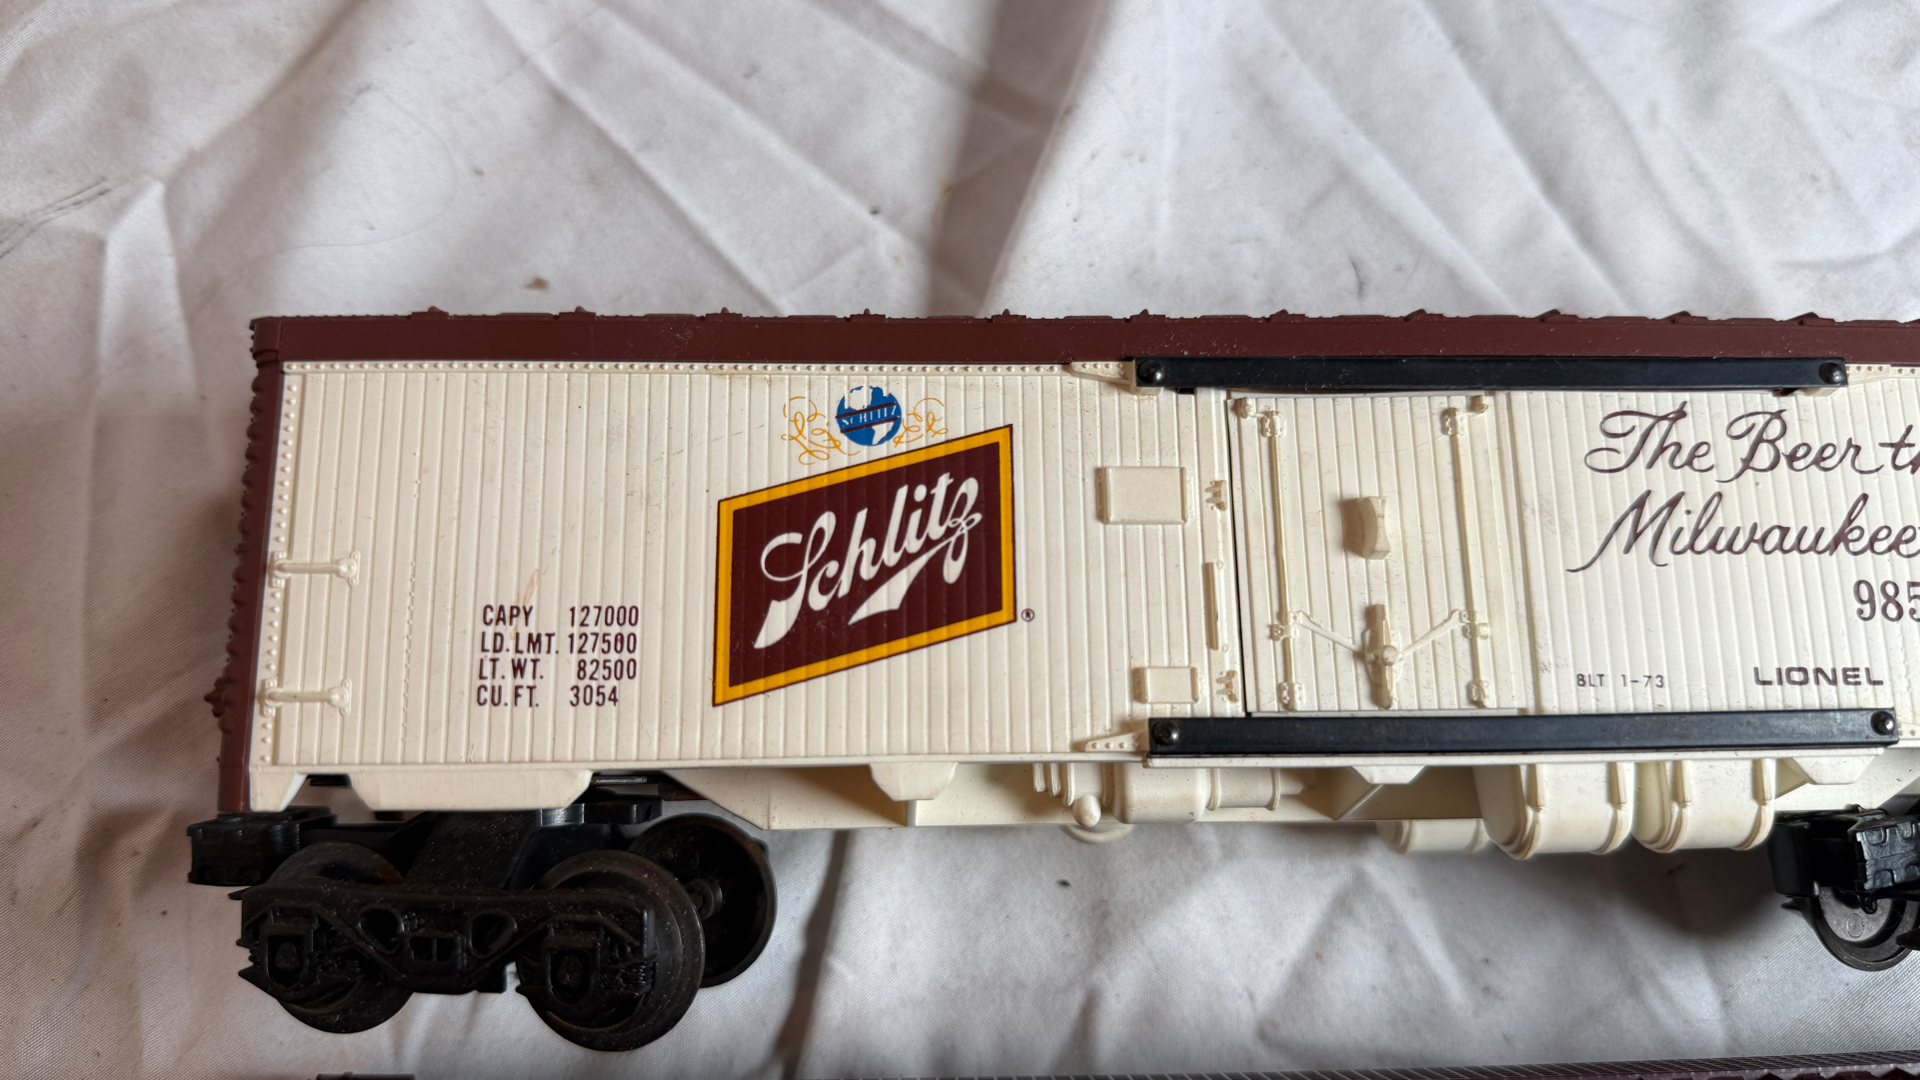 SCHLITZ
Schlitz
®
CAPY 127000
LD.LMT. 127500
LT. WT. 82500
CU. FT. 3054
The Beer th
Milwaukee
985
BLT 1-73
LIONEL